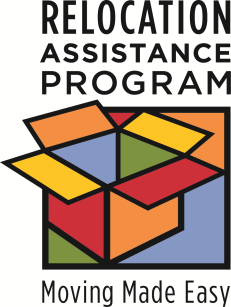 RELOCATION
ASSISTANCE
PROGRAM
Moving Made Easy